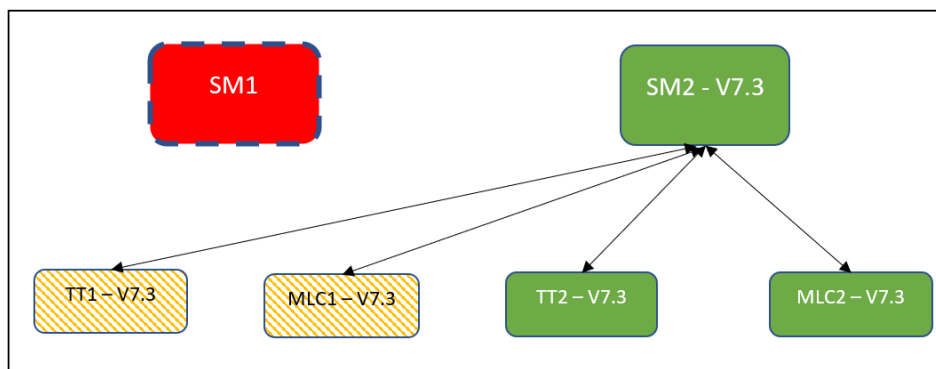 SM1
SM2 - V7.3
TT1 – V7.3
MLC1 – V7.3
TT2 – V7.3
MLC2 – V7.3